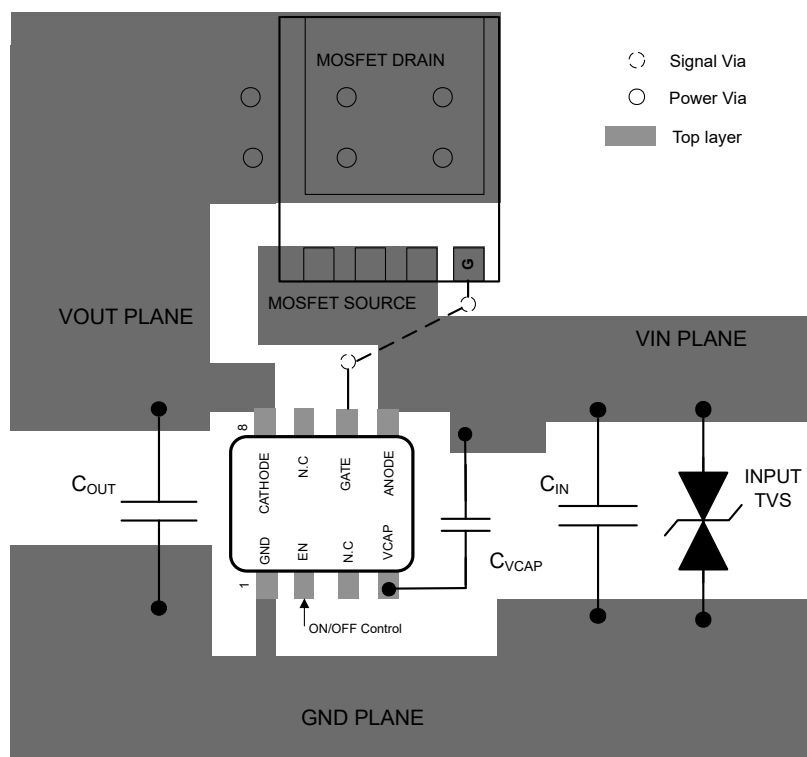 MOSFET DRAIN
Signal Via
Power Via
Top layer
G
MOSFET SOURCE
VOUT PLANE
VIN PLANE
8
CATHODE
N.C
GATE
ANODE
COUT
CIN
INPUT
TVS
GND
EN
N.C
VCAP
CVCAP
1
ON/OFF Control
GND PLANE